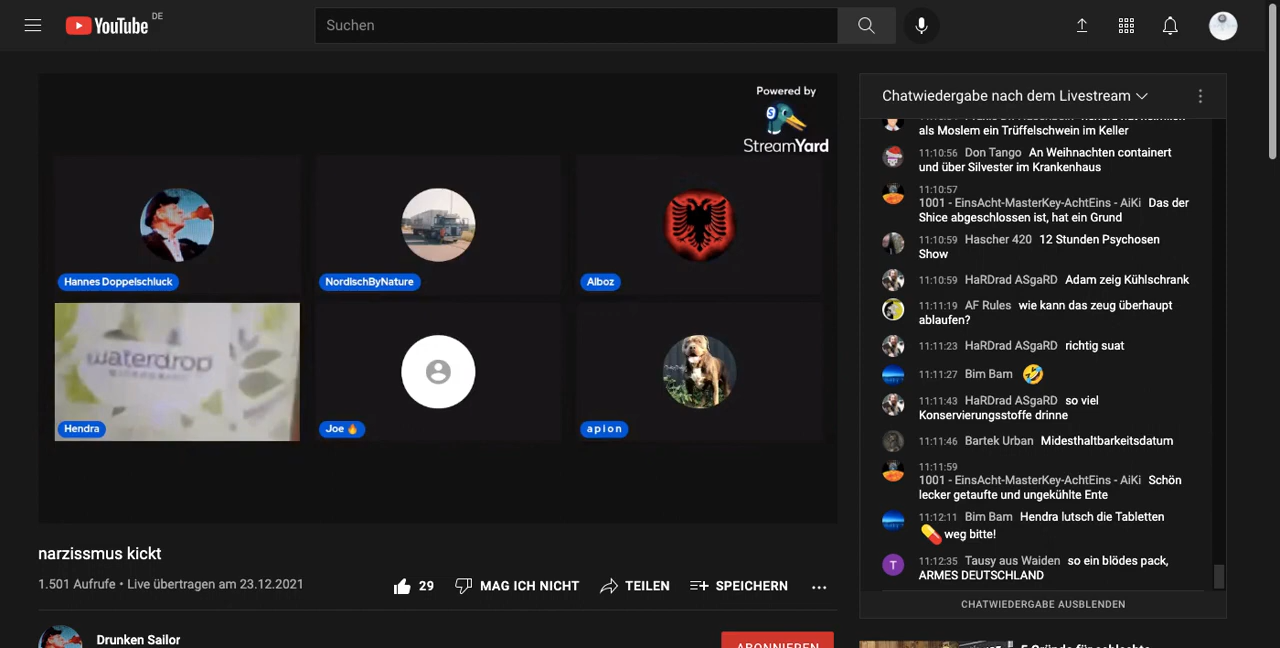 YouTube DE
Suchen
Powered by
StreamYard
Hannes Doppelschluck
NordischByNature
Alboz
waterdrop
Hendra
Joe 🔥
apion
narzissmus kickt
1.501 Aufrufe • Live übertragen am 23.12.2021
29
MAG ICH NICHT
TEILEN
SPEICHERN
Drunken Sailor
ABONNIEREN
Chatwiedergabe nach dem Livestream
als Moslem ein Trüffelschwein im Keller
11:10:56 Don Tango An Weihnachten containert
und über Silvester im Krankenhaus
11:10:57
1001 - EinsAcht-MasterKey-AchtEins - AiKi Das der
Shice abgeschlossen ist, hat ein Grund
11:10:59 Hascher 420 12 Stunden Psychosen
Show
11:10:59 HaRDrad ASgaRD Adam zeig Kühlschrank
11:11:19 AF Rules wie kann das zeug überhaupt
ablaufen?
11:11:23 HaRDrad ASgaRD richtig suat
11:11:27 Bim Bam 🤣
11:11:43 HaRDrad ASgaRD so viel
Konservierungsstoffe drinne
11:11:46 Bartek Urban Midesthaltbarkeitsdatum
11:11:59
1001 - EinsAcht-MasterKey-AchtEins - AiKi Schön
lecker getaufte und ungekühlte Ente
11:12:11 Bim Bam Hendra lutsch die Tabletten
💊 weg bitte!
T
11:12:35 Tausy aus Waiden so ein blödes pack,
ARMES DEUTSCHLAND
CHATWIEDERGABE AUSBLENDEN